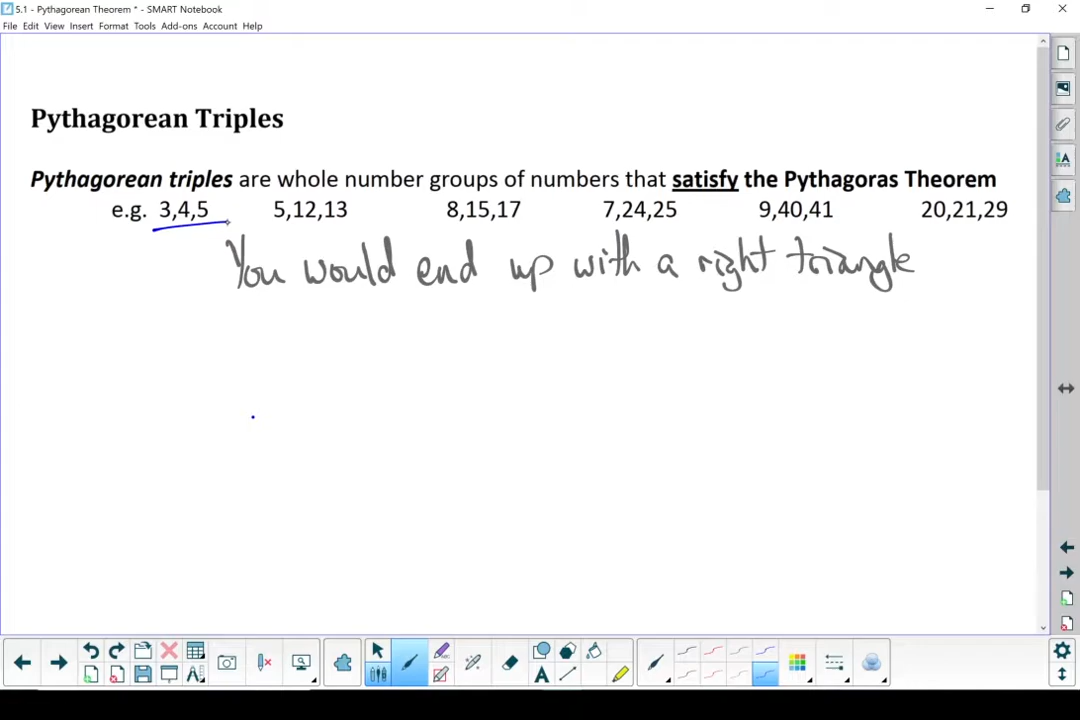 5.1 - Pythagorean Theorem * - SMART Notebook
File Edit View Insert Format Tools Add-ons Account Help
Pythagorean Triples
Pythagorean triples are whole number groups of numbers that satisfy the Pythagoras Theorem
e.g. 3,4,5 5,12,13 8,15,17 7,24,25 9,40,41 20,21,29
You would end up with a right triangle